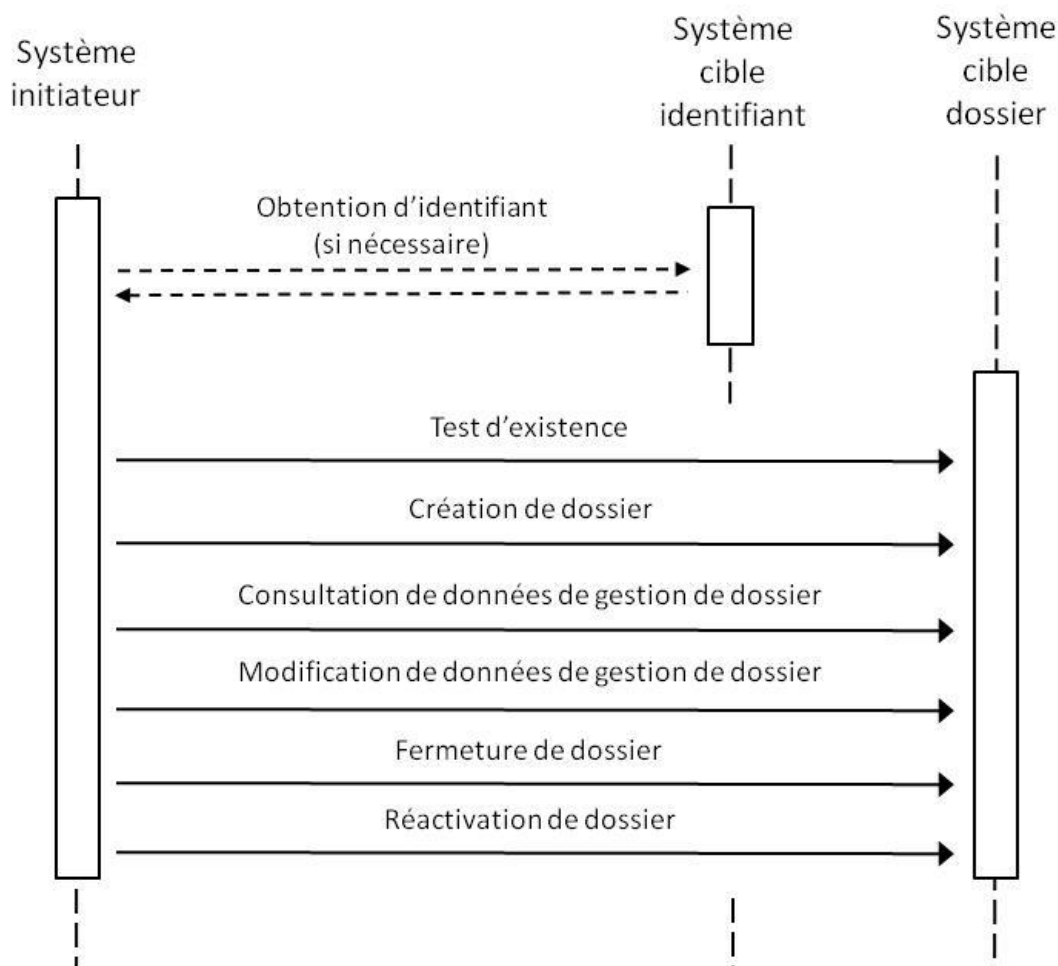 Système
initiateur
Système
cible
identifiant
Système
cible
dossier
Obtention d'identifiant
(si nécessaire)
Test d'existence
Création de dossier
Consultation de données de gestion de dossier
Modification de données de gestion de dossier
Fermeture de dossier
Réactivation de dossier